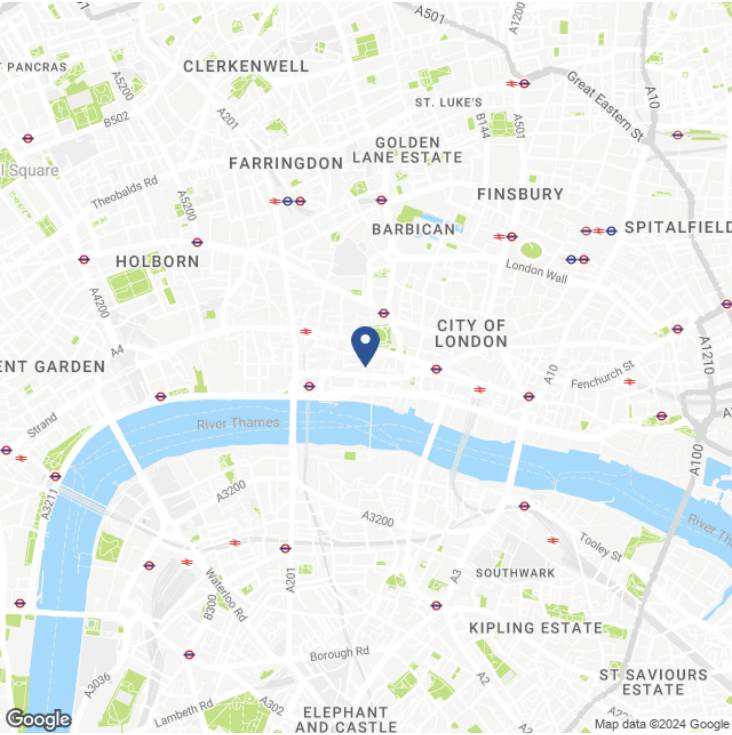 A501
A1200
CLERKENWELL
T PANCRAS
A5200
A10
Great Eastern St
ST. LUKE'S
B502
A201
B144
A501
GOLDEN
LANE ESTATE
FARRINGDON
l Square
Theobalds Rd
A5200
FINSBURY
BARBICAN
SPITALFIELD
HOLBORN
London Wall
A4200
CITY OF
LONDON
A4
A1210
ENT GARDEN
A10
Fenchurch St
Strand
River Thames
A100
A3211
A3200
A3200
River Tha
Tooley St
A201
A3
SOUTHWARK
Waterloo Rd
B300
KIPLING ESTATE
Borough Rd
A3036
A2
ST SAVIOURS
ESTATE
Lambeth Rd
A302
ELEPHANT
AND CASTLE
Google
Map data ©2024 Google